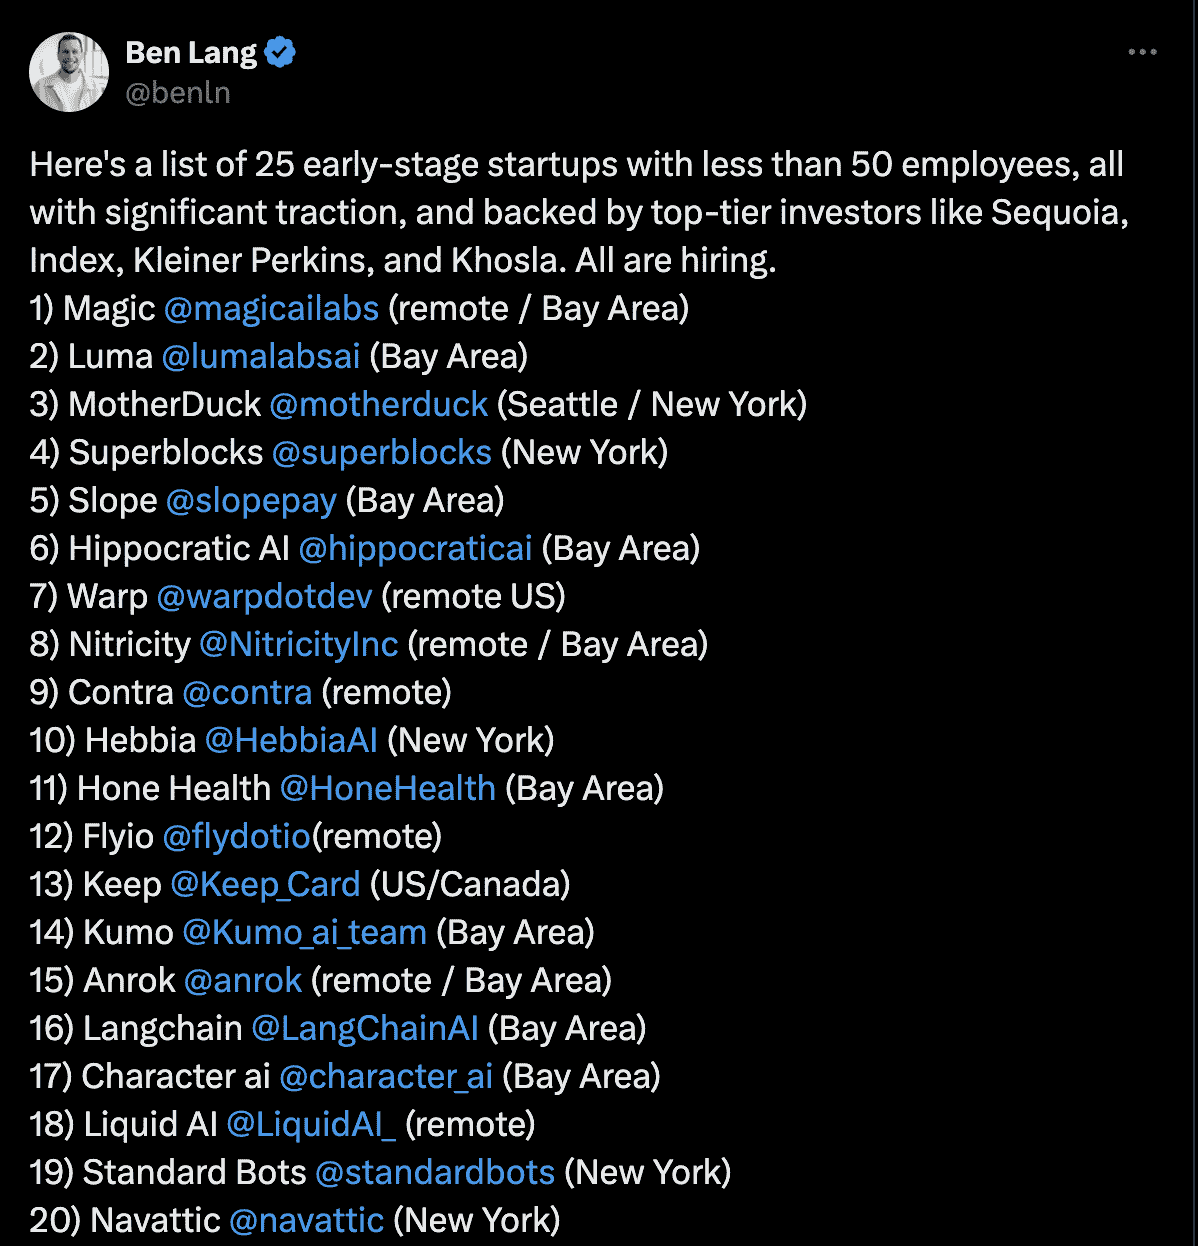 Ben Lang
@benln
Here's a list of 25 early-stage startups with less than 50 employees, all
with significant traction, and backed by top-tier investors like Sequoia,
Index, Kleiner Perkins, and Khosla. All are hiring.
1) Magic @magicailabs (remote / Bay Area)
2) Luma @lumalabsai (Bay Area)
3) MotherDuck @motherduck (Seattle / New York)
4) Superblocks @superblocks (New York)
5) Slope @slopepay (Bay Area)
6) Hippocratic AI @hippocraticai (Bay Area)
7) Warp @warpdotdev (remote US)
8) Nitricity @NitricityInc (remote / Bay Area)
9) Contra @contra (remote)
10) Hebbia @HebbiaAI (New York)
11) Hone Health @HoneHealth (Bay Area)
12) Flyio @flydotio(remote)
13) Keep @Keep_Card (US/Canada)
14) Kumo @Kumo_ai_team (Bay Area)
15) Anrok @anrok (remote / Bay Area)
16) Langchain @LangChainAI (Bay Area)
17) Character ai @character_ai (Bay Area)
18) Liquid AI @LiquidAI_ (remote)
19) Standard Bots @standardbots (New York)
20) Navattic @navattic (New York)